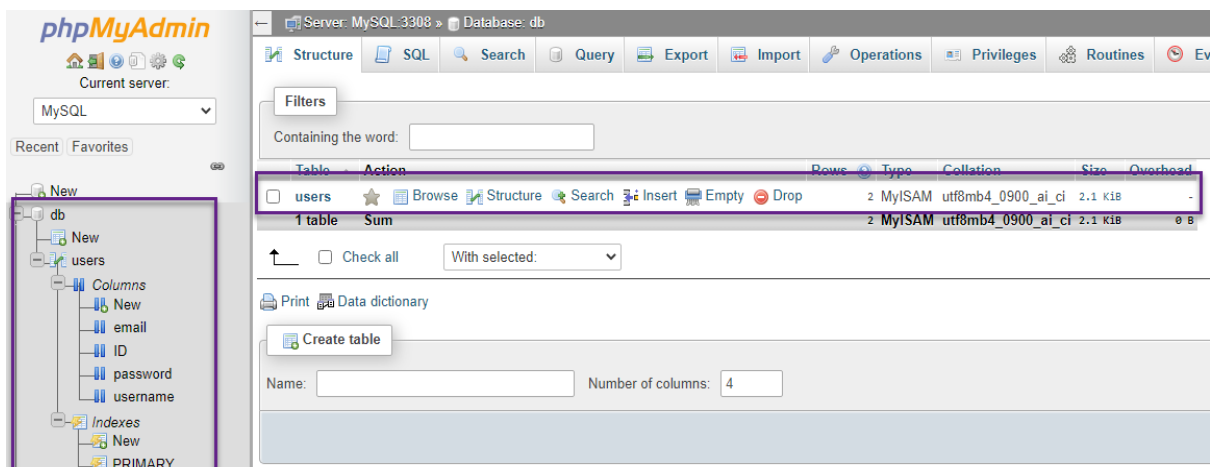 phpMyAdmin
Current server:
MySQL
Recent Favorites
New
db
New
users
Columns
New
email
ID
password
username
Indexes
New
PRIMARY
Server: MySQL:3308 » Database: db
Structure SQL Search Query Export Import Operations Privileges Routines Ev
Filters
Containing the word:
Table Action Rows Type Collation Size Overhead
users Browse Structure Search Insert Empty Drop 2 MyISAM utf8mb4_0900_ai_ci 2.1 KiB -
1 table Sum 2 MyISAM utf8mb4_0900_ai_ci 2.1 KiB 0 B
Check all With selected:
Print Data dictionary
Create table
Name: Number of columns: 4